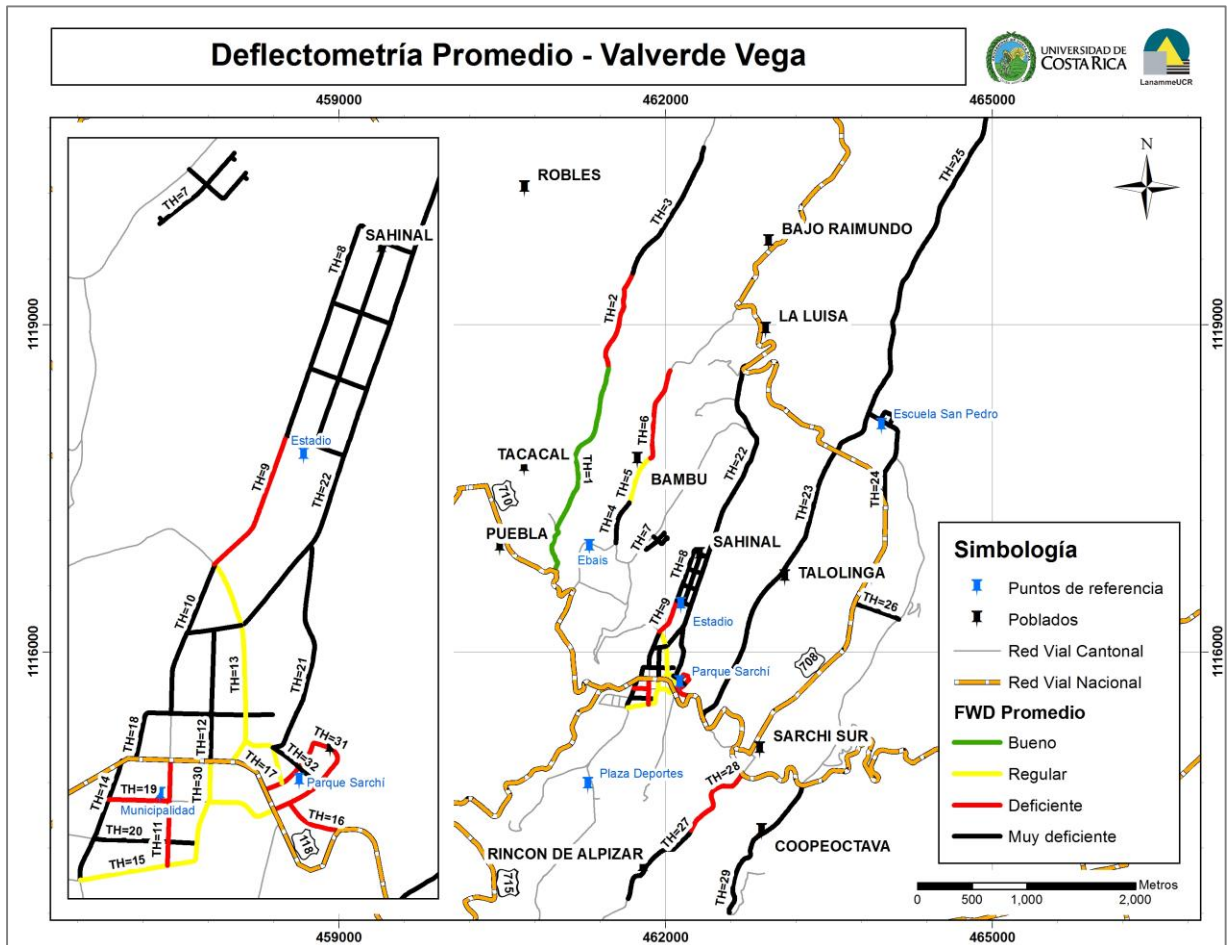 Deflectometría Promedio - Valverde Vega
UNIVERSIDAD DE
COSTA RICA
LanammeUCR
459000
462000
465000
N
TH=7
SAHINAL
TH=8
Estadio
TH=9
TH=22
TH=10
TH=13
TH=21
TH=18
TH=12
TH=31
TH=32
TH=17
TH=30
TH=14
TH=19
Parque Sarchí
Municipalidad
TH=16
TH=20
TH=11
118
TH=15
TH=25
ROBLES
TH=3
BAJO RAIMUNDO
TH=2
LA LUISA
1119000
1119000
TH=6
Escuela San Pedro
TACACAL
TH=1
TH=5
BAMBU
TH=22
710
TH=23
TH=24
TH=4
PUEBLA
TH=7
Ebais
SAHINAL
TH=8
TALOLINGA
TH=9
Estadio
TH=26
1116000
1116000
708
Parque Sarchí
SARCHI SUR
Plaza Deportes
TH=28
TH=27
RINCON DE ALPIZAR
COOPEOCTAVA
715
TH=29
Simbología
Puntos de referencia
Poblados
Red Vial Cantonal
Red Vial Nacional
FWD Promedio
Bueno
Regular
Deficiente
Muy deficiente
Metros
0 500 1,000 2,000
459000
462000
465000